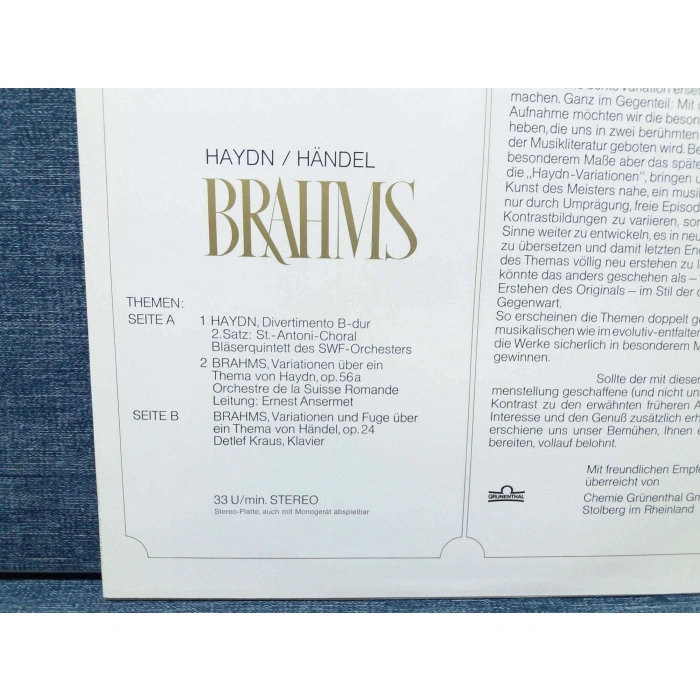 HAYDN / HÄNDEL
BRAHMS
THEMEN:
SEITE A
1 HAYDN, Divertimento B-dur
2. Satz: St.-Antoni-Choral
Bläserquintett des SWF-Orchesters
2 BRAHMS, Variationen über ein
Thema von Haydn, op. 56a
Orchestre de la Suisse Romande
Leitung: Ernest Ansermet
SEITE B
BRAHMS, Variationen und Fuge über
ein Thema von Händel, op. 24
Detlef Kraus, Klavier
33 U/min. STEREO
Stereo-Platte, auch mit Monogerät abspielbar
Variation
machen. Ganz im Gegenteil: Mit
Aufnahme möchten wir die
heben, die uns in zwei berühmten
der Musikliteratur geboten wird.
besonderem Maße aber das
die „Haydn-Variationen", bringen
Kunst des Meisters nahe, ein
nur durch Umprägung, freie
Kontrastbildungen zu variieren,
Sinne weiter zu entwickeln, es in
zu übersetzen und damit letzten
des Themas völlig neu erstehen zu
könnte das anders geschehen als –
Erstehen des Originals – im Stil der
Gegenwart.
So erscheinen die Themen doppelt
musikalischen wie im
die Werke sicherlich in besonderem
gewinnen.
Sollte der mit dieser
menstellung geschaffene (und nicht
Kontrast zu den erwähnten früheren
Interesse und den Genuß zusätzlich
erschiene uns unser Bemühen, Ihnen
bereiten, vollauf belohnt.
Mit freundlichen
überreicht von
GRÜNENTHAL
Chemie Grünenthal
Stolberg im Rheinland